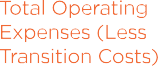 Total Operating
Expenses (Less
Transition Costs)